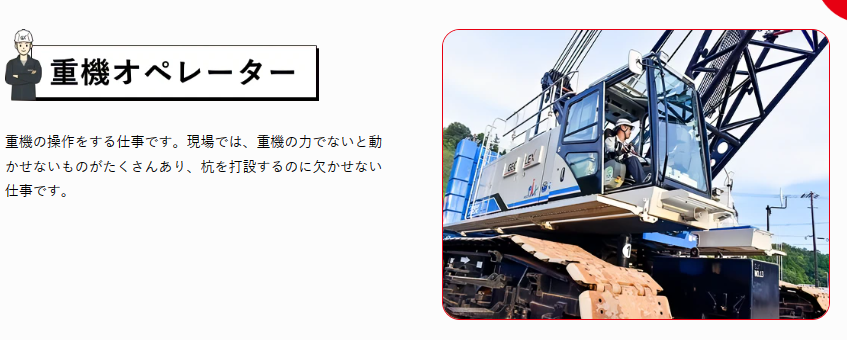 重機オペレーター
重機の操作をする仕事です。現場では、重機の力でないと動
かせないものがたくさんあり、杭を打設するのに欠かせない
仕事です。